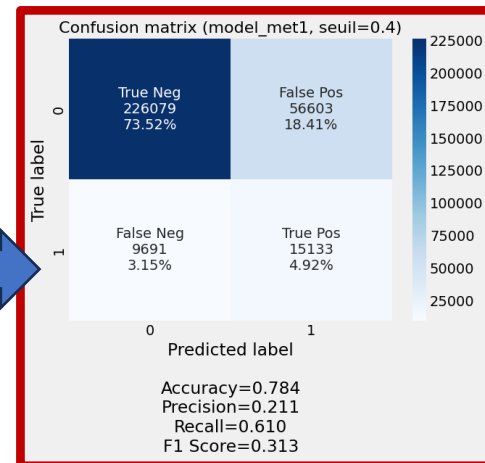 Confusion matrix (model_met1, seuil=0.4)
True Neg
226079
73.52%
False Pos
56603
18.41%
False Neg
9691
3.15%
True Pos
15133
4.92%
0
1
True label
0
1
Predicted label
225000
200000
175000
150000
125000
100000
75000
50000
25000
Accuracy=0.784
Precision=0.211
Recall=0.610
F1 Score=0.313